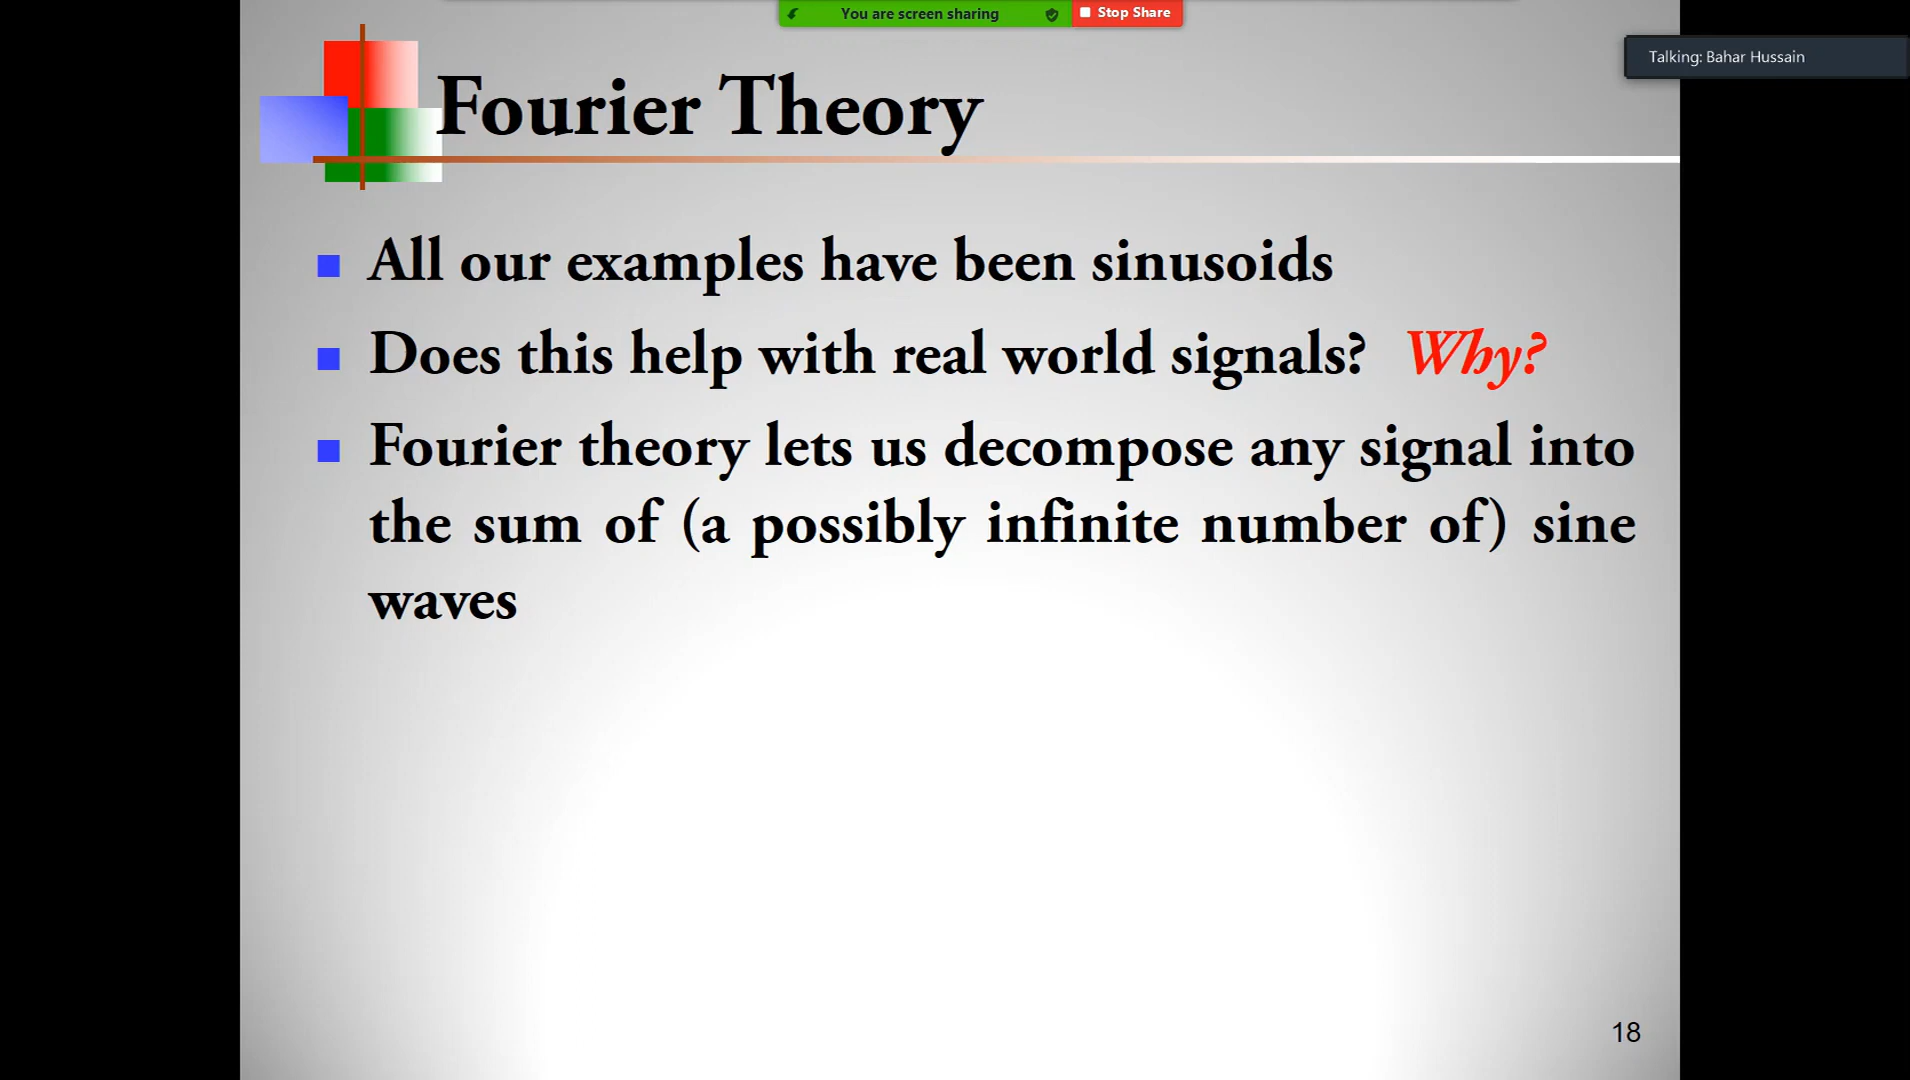 You are screen sharing
Stop Share
Talking: Bahar Hussain
Fourier Theory
All our examples have been sinusoids
Does this help with real world signals? Why?
Fourier theory lets us decompose any signal into
the sum of (a possibly infinite number of) sine
waves
18